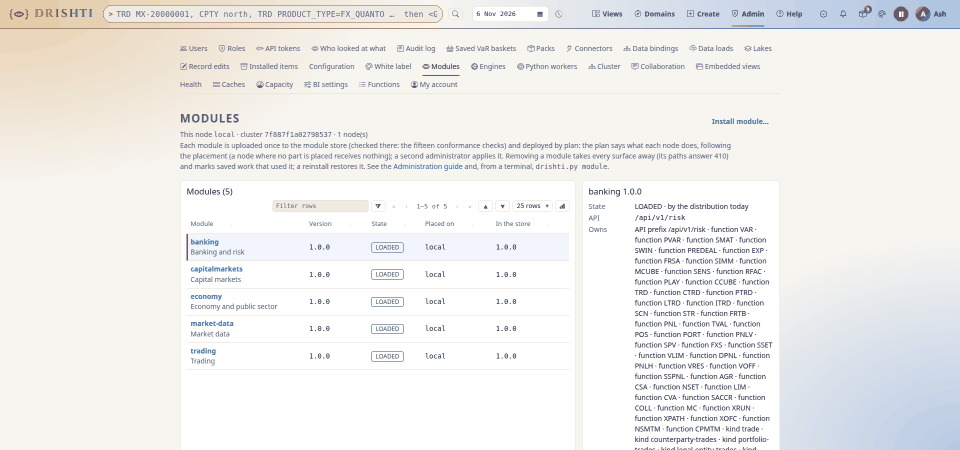 DRISHTI
> TRD MX-20000001, CPTY north, TRD PRODUCT_TYPE=FX_QUANTO … then <G
6 Nov 2026
Views
Domains
Create
Admin
Help
A Ash
Users
Roles
API tokens
Who looked at what
Audit log
Saved VaR baskets
Packs
Connectors
Data bindings
Data loads
Lakes
Record edits
Installed items
Configuration
White label
Modules
Engines
Python workers
Cluster
Collaboration
Embedded views
Health
Caches
Capacity
BI settings
Functions
My account
MODULES
Install module...
This node local · cluster 7f887f1a02798537 · 1 node(s)
Each module is uploaded once to the module store (checked there: the fifteen conformance checks) and deployed by plan: the plan says what each node does, following
the placement (a node where no part is placed receives nothing); a second administrator applies it. Removing a module takes every surface away (its paths answer 410)
and marks saved work that used it; a reinstall restores it. See the Administration guide and, from a terminal, drishti.py module.
Modules (5)
Filter rows
1–5 of 5
25 rows
Module Version State Placed on In the store
banking
Banking and risk
1.0.0 LOADED local 1.0.0
capitalmarkets
Capital markets
1.0.0 LOADED local 1.0.0
economy
Economy and public sector
1.0.0 LOADED local 1.0.0
market-data
Market data
1.0.0 LOADED local 1.0.0
trading
Trading
1.0.0 LOADED local 1.0.0
banking 1.0.0
State LOADED · by the distribution today
API /api/v1/risk
Owns API prefix /api/v1/risk · function VAR ·
function PVAR · function SMAT · function
SWIN · function PREDEAL · function EXP ·
function FRSA · function SIMM · function
MCUBE · function SENS · function RFAC ·
function PLAY · function CCUBE · function
TRD · function CTRD · function PTRD ·
function LTRD · function ITRD · function
SCN · function STR · function FRTB ·
function PNL · function TVAL · function
POS · function PORT · function PNLV ·
function SPV · function FXS · function SSET
· function VLIM · function DPNL · function
PNLH · function VRES · function VOFF ·
function SSPNL · function AGR · function
CSA · function NSET · function LIM ·
function CVA · function SACCR · function
COLL · function MC · function XRUN ·
function XPATH · function XOFC · function
NSMTM · function CPMTM · kind trade ·
kind counterparty-trades · kind portfolio-
trades · kind legal-entity-trades · kind